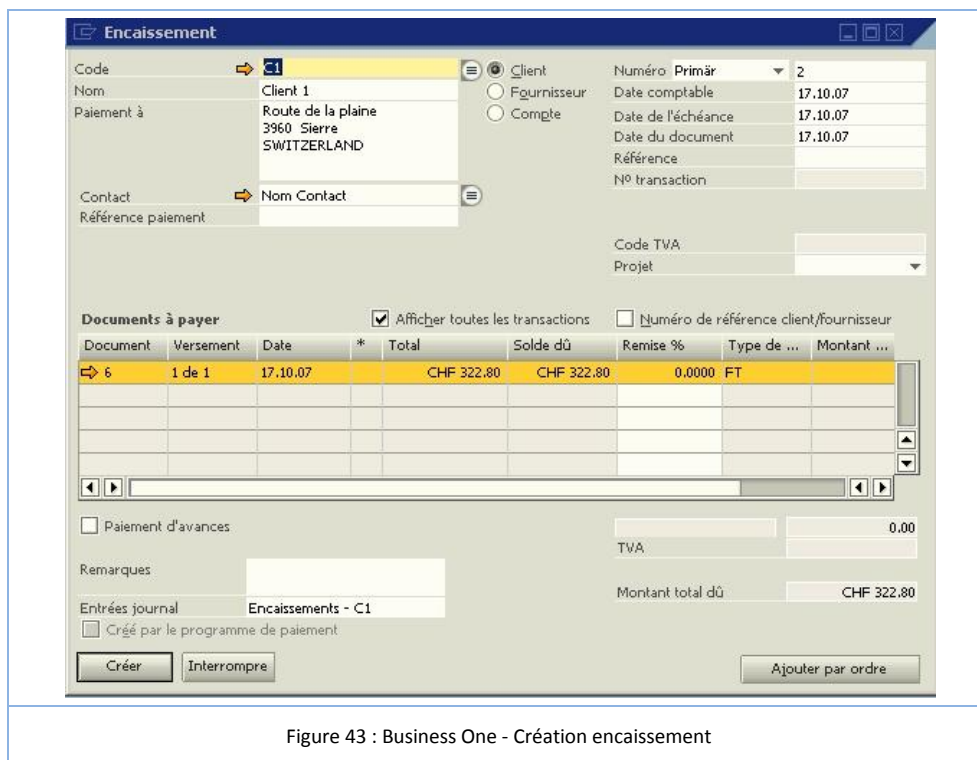 Encaissement
Code C1
Nom Client 1
Paiement à Route de la plaine
3960 Sierre
SWITZERLAND
Contact Nom Contact
Référence paiement
Client
Fournisseur
Compte
Numéro Primär 2
Date comptable 17.10.07
Date de l'échéance 17.10.07
Date du document 17.10.07
Référence
Nº transaction
Code TVA
Projet
Documents à payer Afficher toutes les transactions Numéro de référence client/fournisseur
Document Versement Date * Total Solde dû Remise % Type de ... Montant ...
6 1 de 1 17.10.07 CHF 322.80 CHF 322.80 0.0000 FT
Paiement d'avances 0.00
TVA
Remarques
Montant total dû CHF 322.80
Entrées journal Encaissements - C1
Créé par le programme de paiement
Créer Interrompre Ajouter par ordre
Figure 43 : Business One - Création encaissement